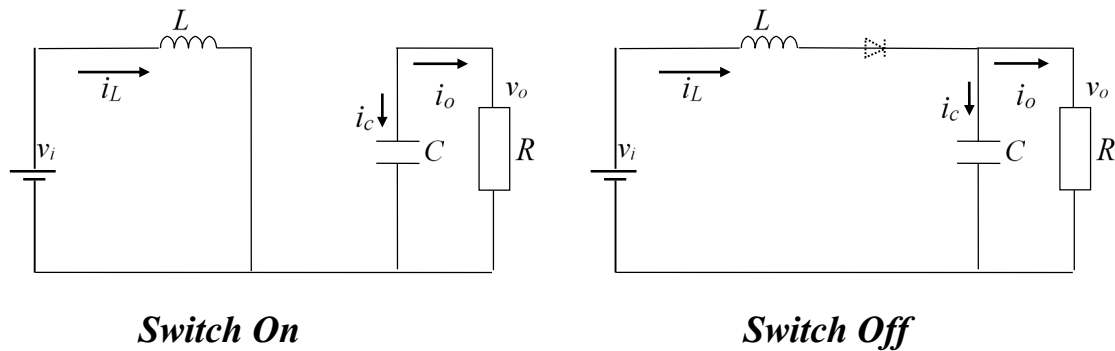 L
i_L
v_i
i_c
i_o
v_o
C
R
Switch On
L
i_L
v_i
i_c
i_o
v_o
C
R
Switch Off